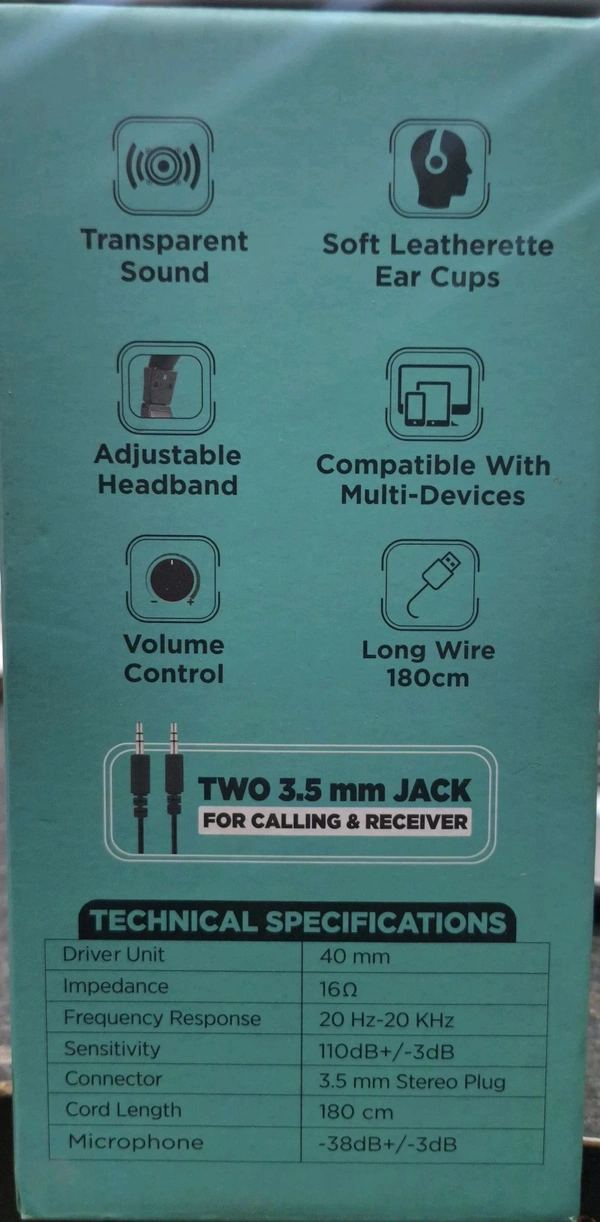 Transparent
Sound
Soft Leatherette
Ear Cups
Adjustable
Headband
Compatible With
Multi-Devices
- +
Volume
Control
Long Wire
180cm
TWO 3.5 mm JACK
FOR CALLING & RECEIVER
TECHNICAL SPECIFICATIONS
Driver Unit 40 mm
Impedance 16Ω
Frequency Response 20 Hz-20 KHz
Sensitivity 110dB+/-3dB
Connector 3.5 mm Stereo Plug
Cord Length 180 cm
Microphone -38dB+/-3dB